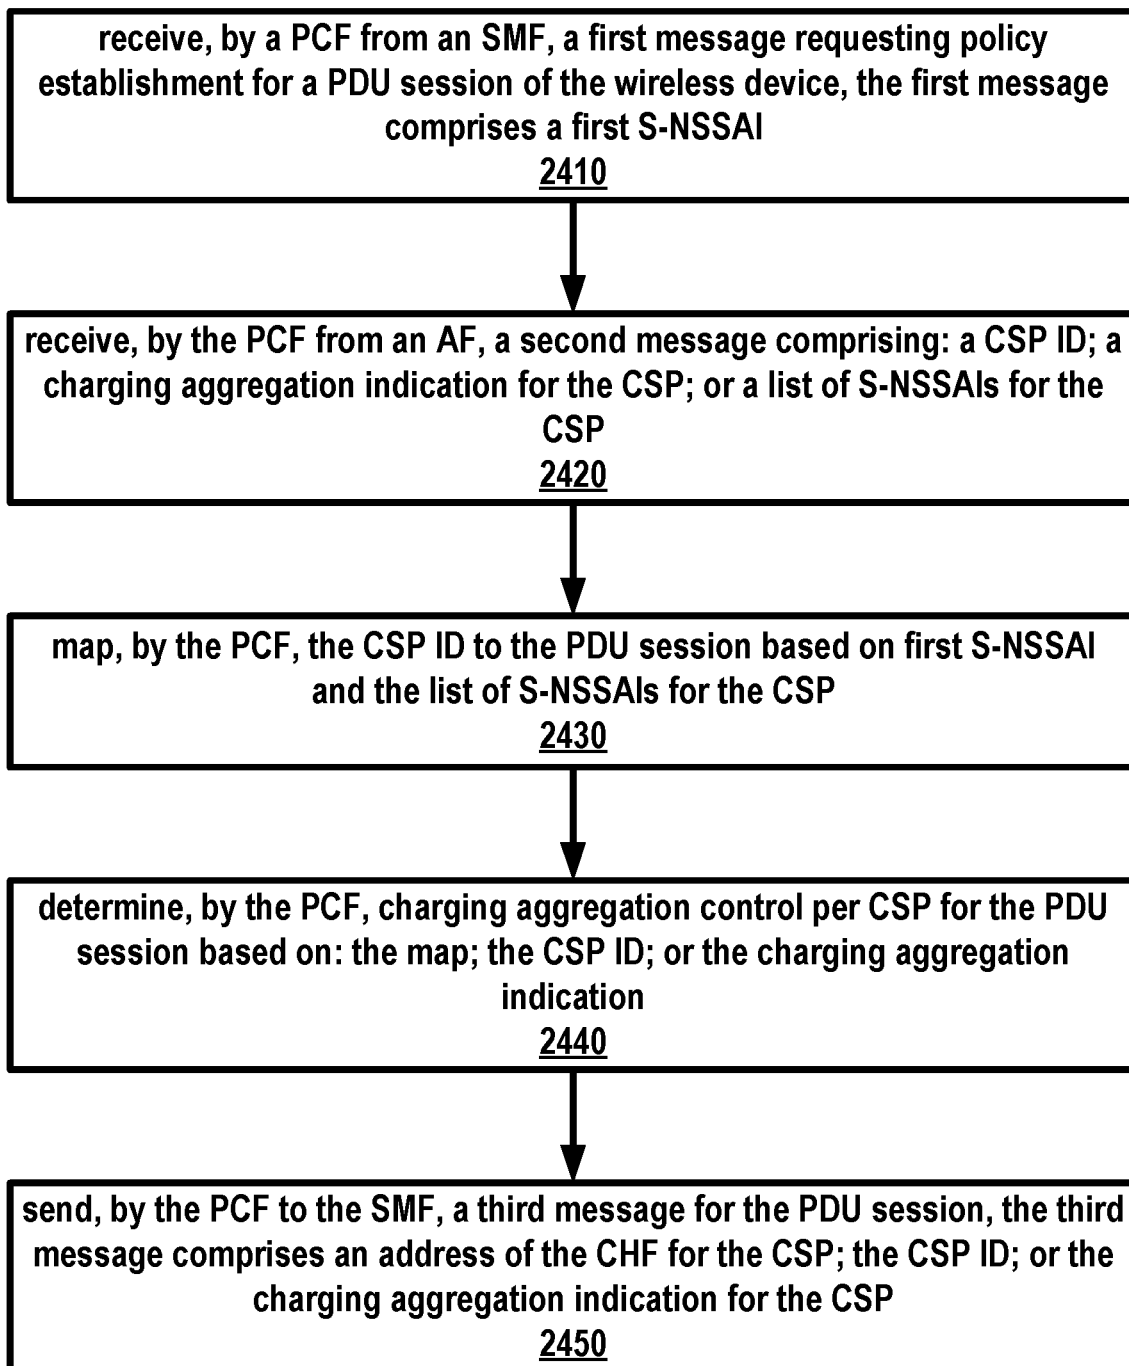 receive, by a PCF from an SMF, a first message requesting policy
establishment for a PDU session of the wireless device, the first message
comprises a first S-NSSAI
2410
receive, by the PCF from an AF, a second message comprising: a CSP ID; a
charging aggregation indication for the CSP; or a list of S-NSSAIs for the
CSP
2420
map, by the PCF, the CSP ID to the PDU session based on first S-NSSAI
and the list of S-NSSAIs for the CSP
2430
determine, by the PCF, charging aggregation control per CSP for the PDU
session based on: the map; the CSP ID; or the charging aggregation
indication
2440
send, by the PCF to the SMF, a third message for the PDU session, the third
message comprises an address of the CHF for the CSP; the CSP ID; or the
charging aggregation indication for the CSP
2450